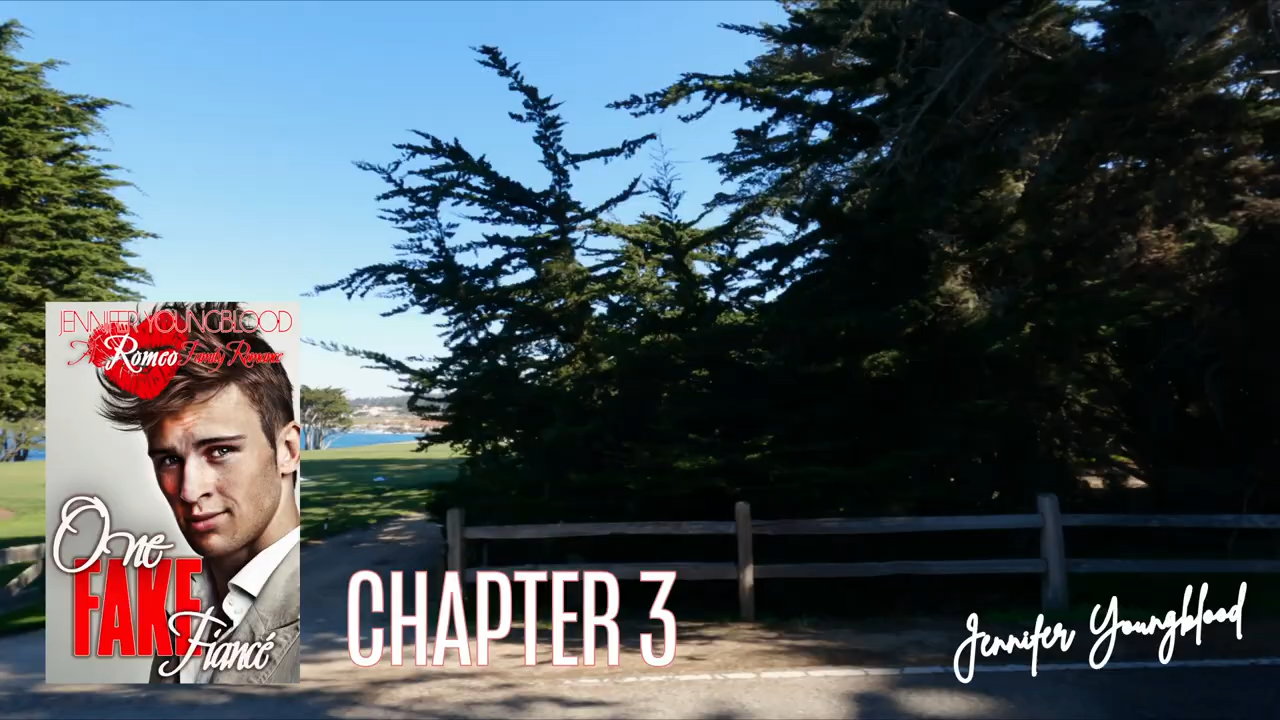 JENNIFER YOUNGBLOOD
A Romeo Family Romance
One
FAKE
Fiancé
CHAPTER 3
Jennifer Youngblood